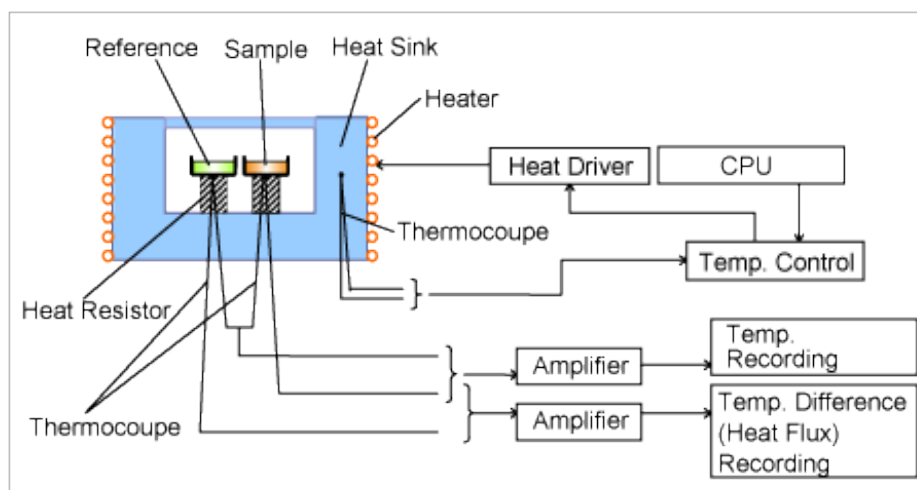 Reference
Sample
Heat Sink
Heater
Heat Driver
CPU
Thermocoupe
Temp. Control
Heat Resistor
Temp.
Recording
Amplifier
Thermocoupe
Amplifier
Temp. Difference
(Heat Flux)
Recording